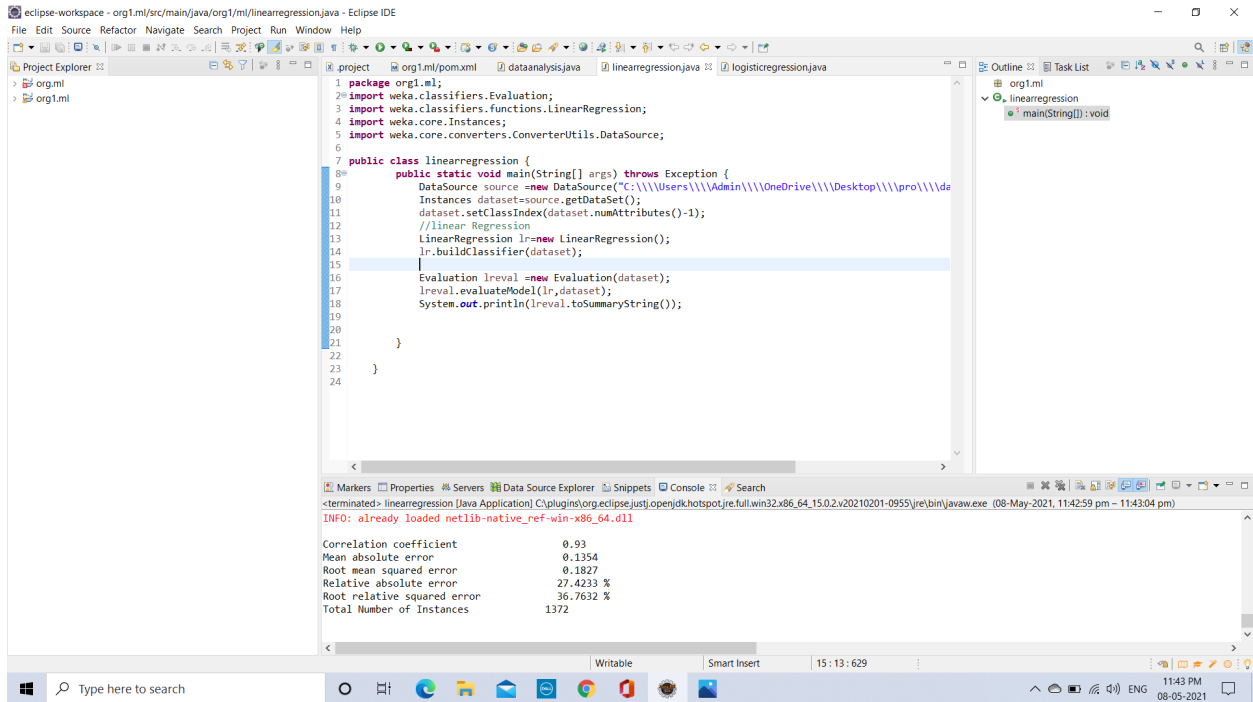 eclipse-workspace - org1.ml/src/main/java/org1/ml/linearregression.java - Eclipse IDE
File Edit Source Refactor Navigate Search Project Run Window Help
Project Explorer
org.ml
org1.ml
.project
org1.ml/pom.xml
dataanalysis.java
linearregression.java
logisticregression.java
1 package org1.ml;
2 import weka.classifiers.Evaluation;
3 import weka.classifiers.functions.LinearRegression;
4 import weka.core.Instances;
5 import weka.core.converters.ConverterUtils.DataSource;
6
7 public class linearregression {
8 public static void main(String[] args) throws Exception {
9 DataSource source =new DataSource("C:\\\\Users\\\\Admin\\\\OneDrive\\\\Desktop\\\\pro\\\\da
10 Instances dataset=source.getDataSet();
11 dataset.setClassIndex(dataset.numAttributes()-1);
12 //linear Regression
13 LinearRegression lr=new LinearRegression();
14 lr.buildClassifier(dataset);
15
16 Evaluation lreval =new Evaluation(dataset);
17 lreval.evaluateModel(lr,dataset);
18 System.out.println(lreval.toSummaryString());
19
20
21 }
22
23 }
24
Outline
Task List
org1.ml
linearregression
main(String[]) : void
Markers Properties Servers Data Source Explorer Snippets Console Search
<terminated> linearregression [Java Application] C:\plugins\org.eclipse.justj.openjdk.hotspot.jre.full.win32.x86_64_15.0.2.v20210201-0955\jre\bin\javaw.exe (08-May-2021, 11:42:59 pm – 11:43:04 pm)
INFO: already loaded netlib-native_ref-win-x86_64.dll
Correlation coefficient 0.93
Mean absolute error 0.1354
Root mean squared error 0.1827
Relative absolute error 27.4233 %
Root relative squared error 36.7632 %
Total Number of Instances 1372
Writable
Smart Insert
15 : 13 : 629
Type here to search
DELL
ENG
11:43 PM
08-05-2021